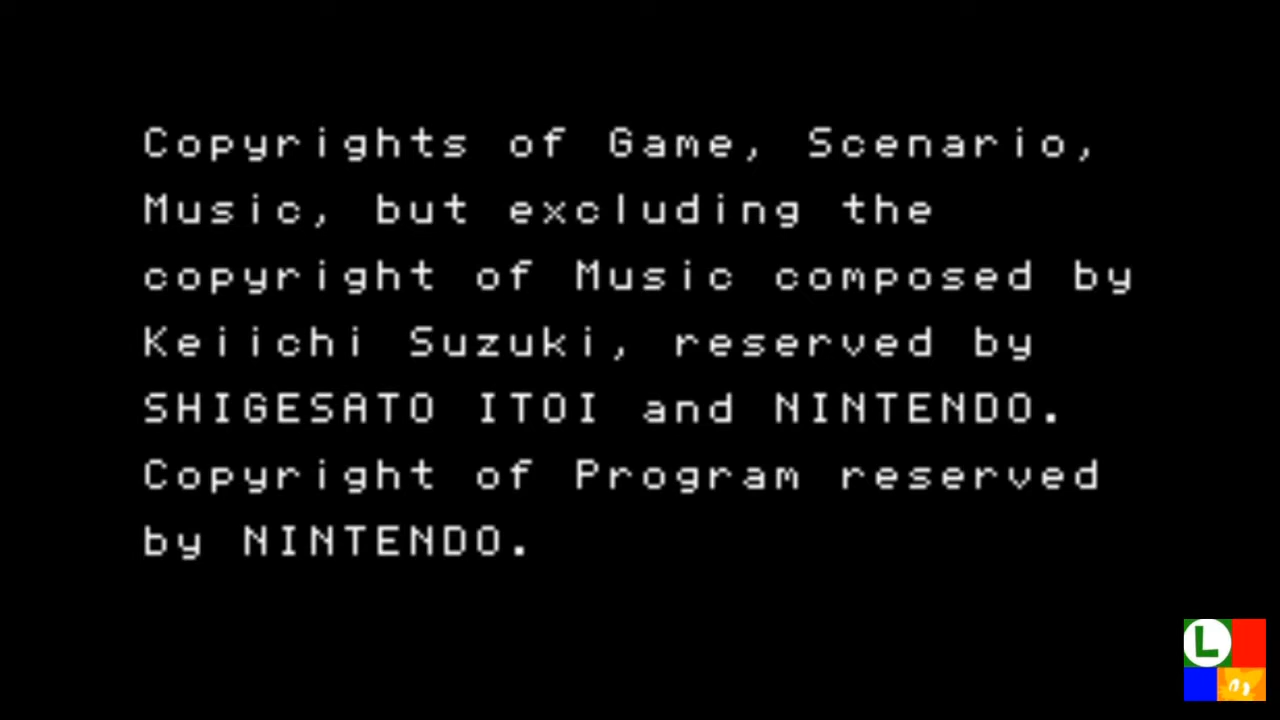 Copyrights of Game, Scenario,
Music, but excluding the
copyright of Music composed by
Keiichi Suzuki, reserved by
SHIGESATO ITOI and NINTENDO.
Copyright of Program reserved
by NINTENDO.
L